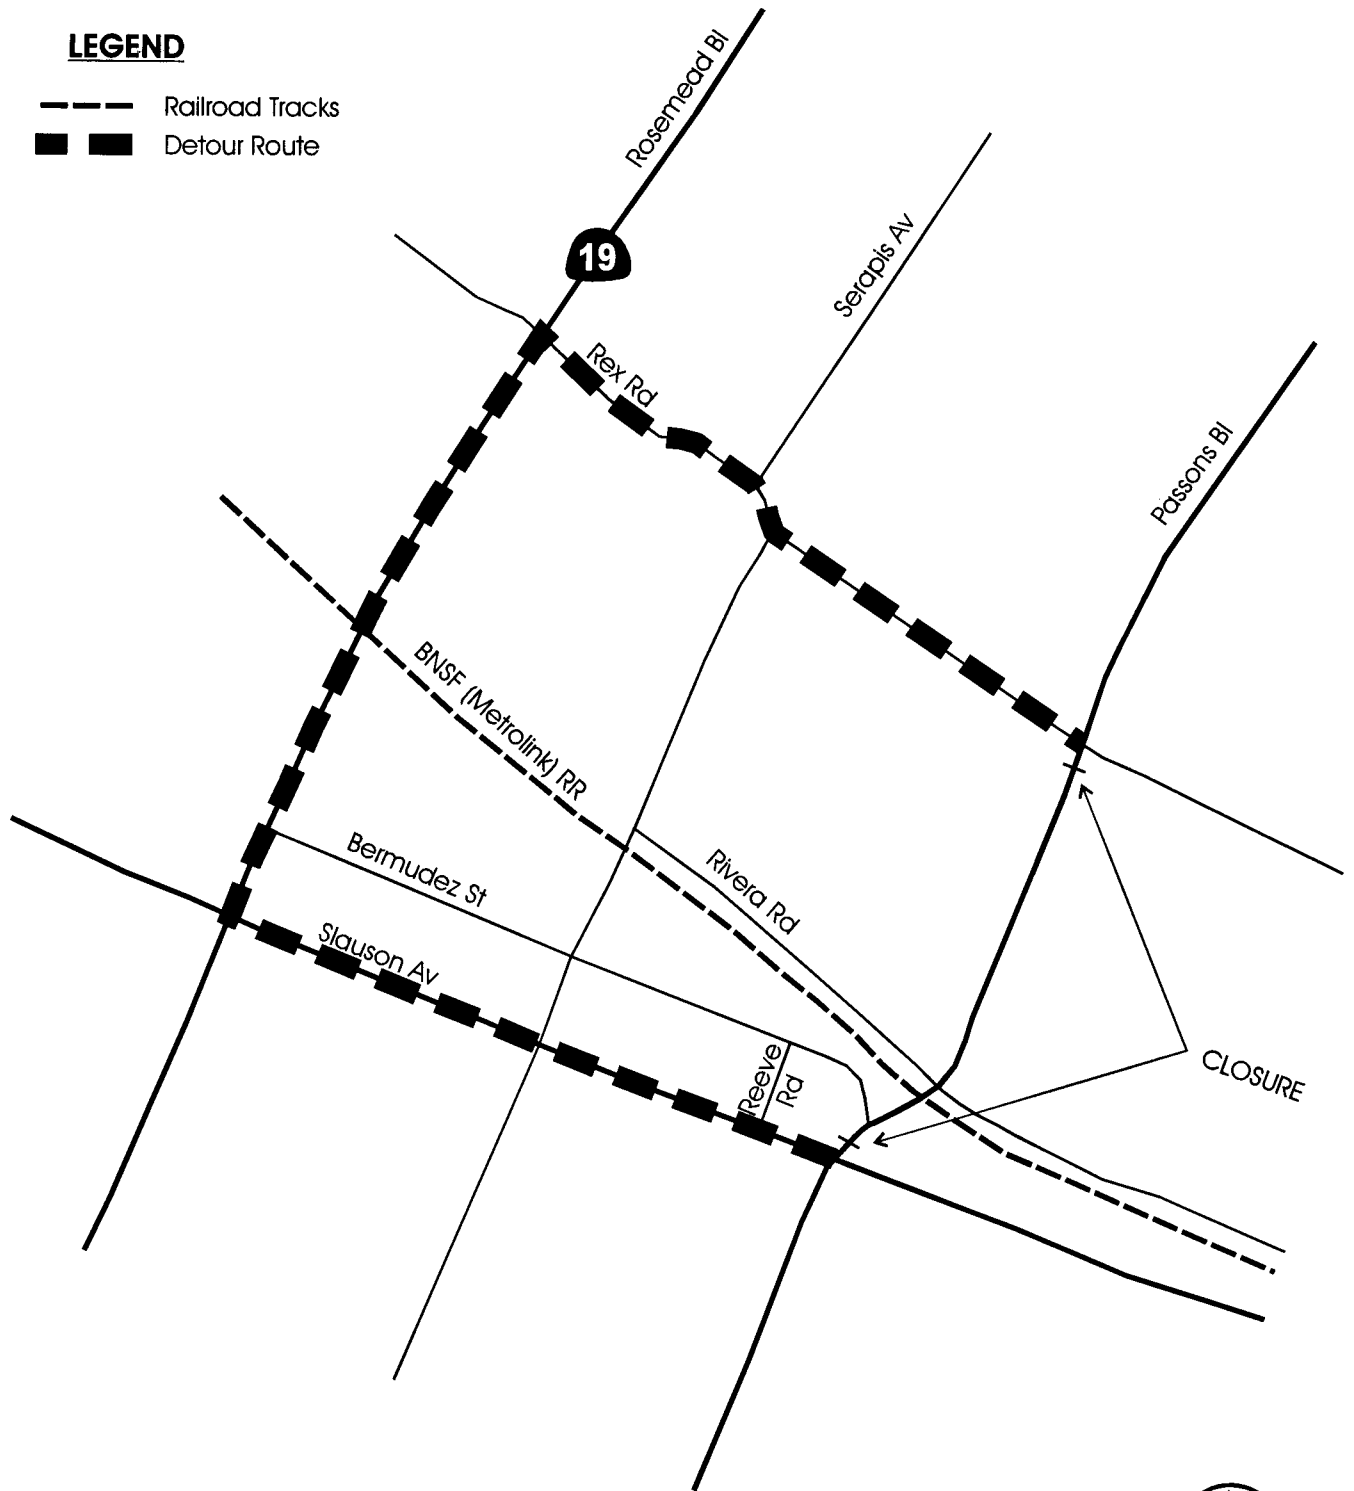 LEGEND
Railroad Tracks
Detour Route
Rosemead Bl
19
Serapis Av
Rex Rd
Passons Bl
BNSF (Metrolink) RR
Bermudez St
Rivera Rd
Slauson Av
Reeve
Rd
CLOSURE